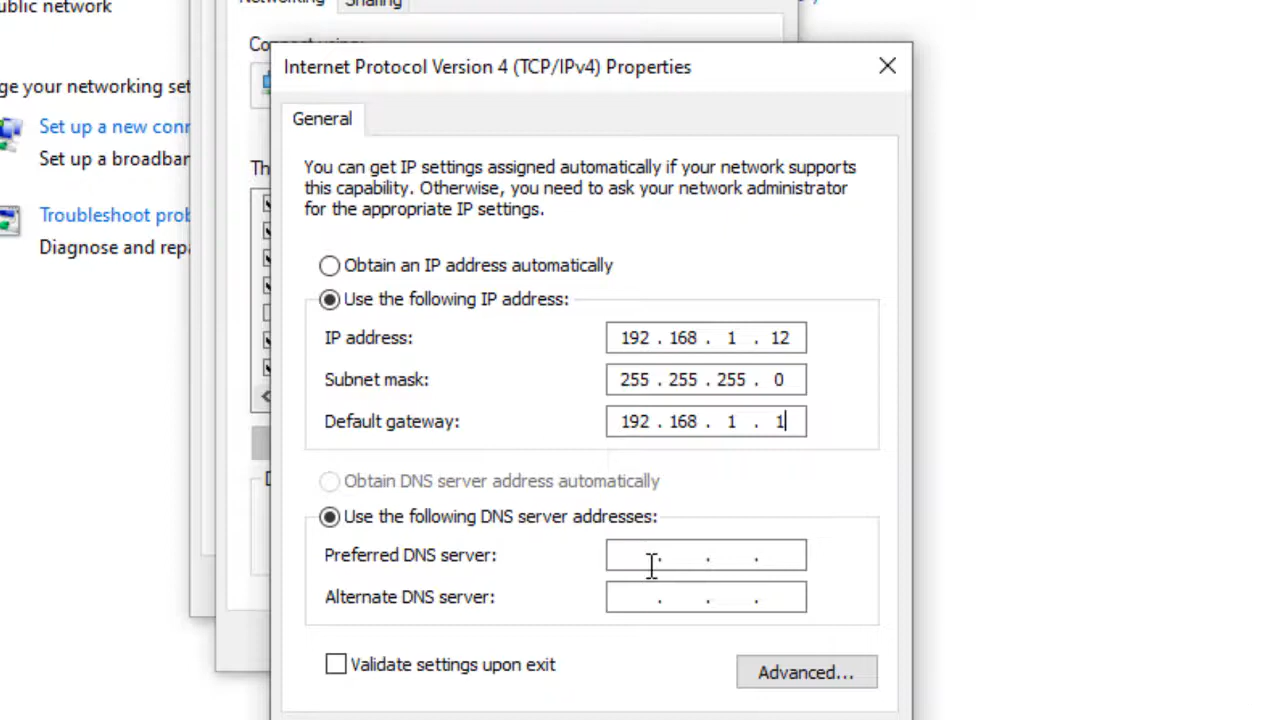 ublic network
Networking
Sharing
Internet Protocol Version 4 (TCP/IPv4) Properties
General
ge your networking set
Set up a new conn
Set up a broadban
Troubleshoot prob
Diagnose and repa
Th
You can get IP settings assigned automatically if your network supports
this capability. Otherwise, you need to ask your network administrator
for the appropriate IP settings.
Obtain an IP address automatically
Use the following IP address:
IP address: 192 . 168 . 1 . 12
Subnet mask: 255 . 255 . 255 . 0
Default gateway: 192 . 168 . 1 . 1
Obtain DNS server address automatically
Use the following DNS server addresses:
Preferred DNS server: . . .
Alternate DNS server: . . .
Validate settings upon exit
Advanced...